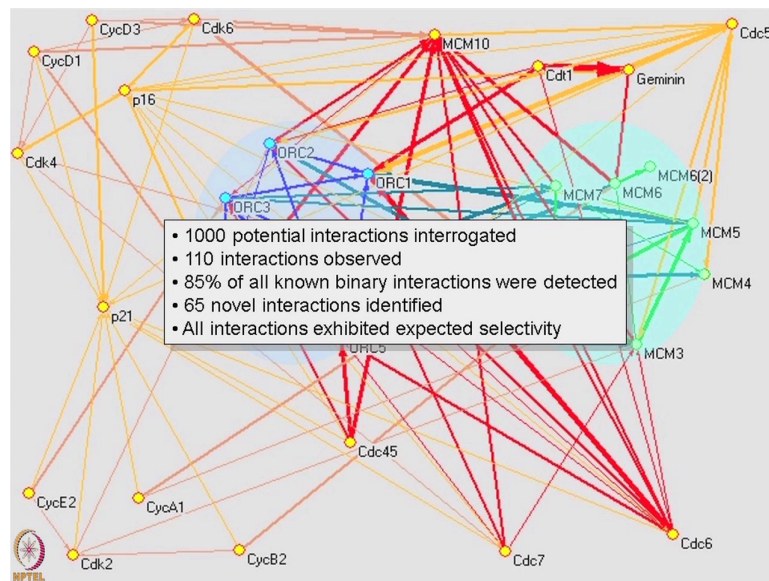 CycD3
Cdk6
CycD1
MCM10
Cdc5
Cdt1
Geminin
p16
Cdk4
ORC2
ORC1
ORC3
MCM6(2)
MCM6
MCM7
MCM5
MCM4
• 1000 potential interactions interrogated
• 110 interactions observed
• 85% of all known binary interactions were detected
• 65 novel interactions identified
• All interactions exhibited expected selectivity
p21
ORC5
MCM3
Cdc45
CycE2
CycA1
Cdk2
CycB2
Cdc7
Cdc6
NPTEL